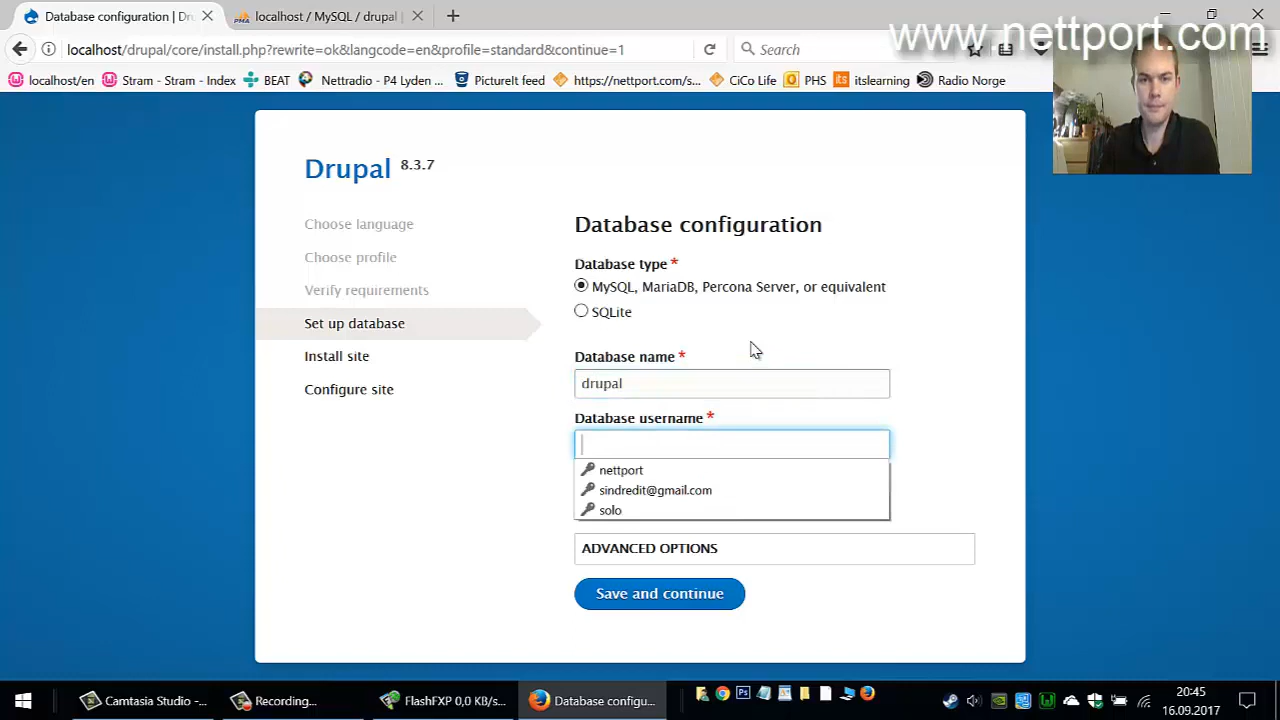 Database configuration | Dru
localhost / MySQL / drupal |
www.nettport.com
localhost/drupal/core/install.php?rewrite=ok&langcode=en&profile=standard&continue=1
Search
localhost/en
Stram - Stram - Index
BEAT
Nettradio - P4 Lyden ...
PictureIt feed
https://nettport.com/s...
CiCo Life
PHS
its
itslearning
Radio Norge
Drupal 8.3.7
Choose language
Choose profile
Verify requirements
Set up database
Install site
Configure site
Database configuration
Database type *
MySQL, MariaDB, Percona Server, or equivalent
SQLite
Database name *
drupal
Database username *
nettport
sindredit@gmail.com
solo
ADVANCED OPTIONS
Save and continue
Camtasia Studio - ...
Recording...
FlashFXP 0,0 KB/s...
Database configu...
20:45
16.09.2017